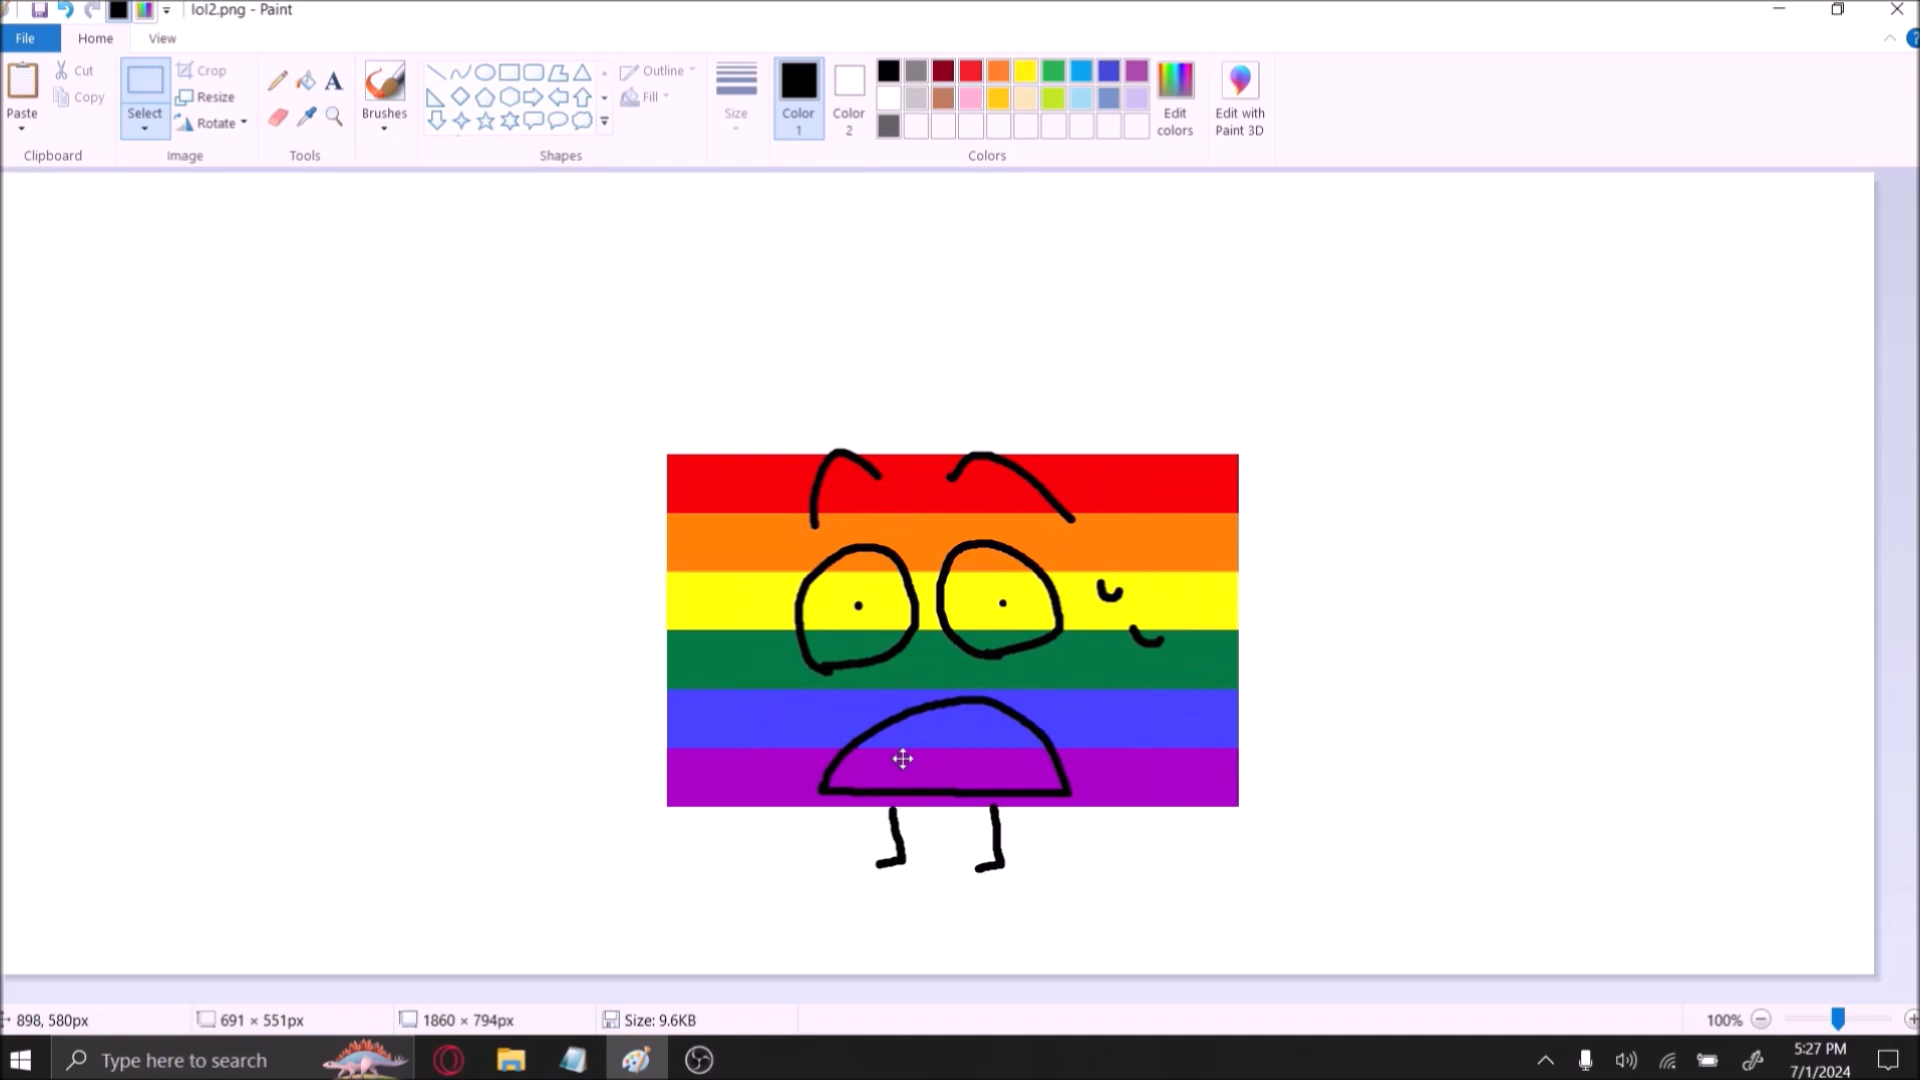 lol2.png - Paint
File Home View
Paste
Cut
Copy
Clipboard
Select
Crop
Resize
Rotate
Image
A
Tools
Brushes
Outline
Fill
Shapes
Size
Color 1
Color 2
Edit colors
Colors
Edit with Paint 3D
898, 580px 691 × 551px 1860 × 794px Size: 9.6KB 100%
Type here to search
5:27 PM
7/1/2024